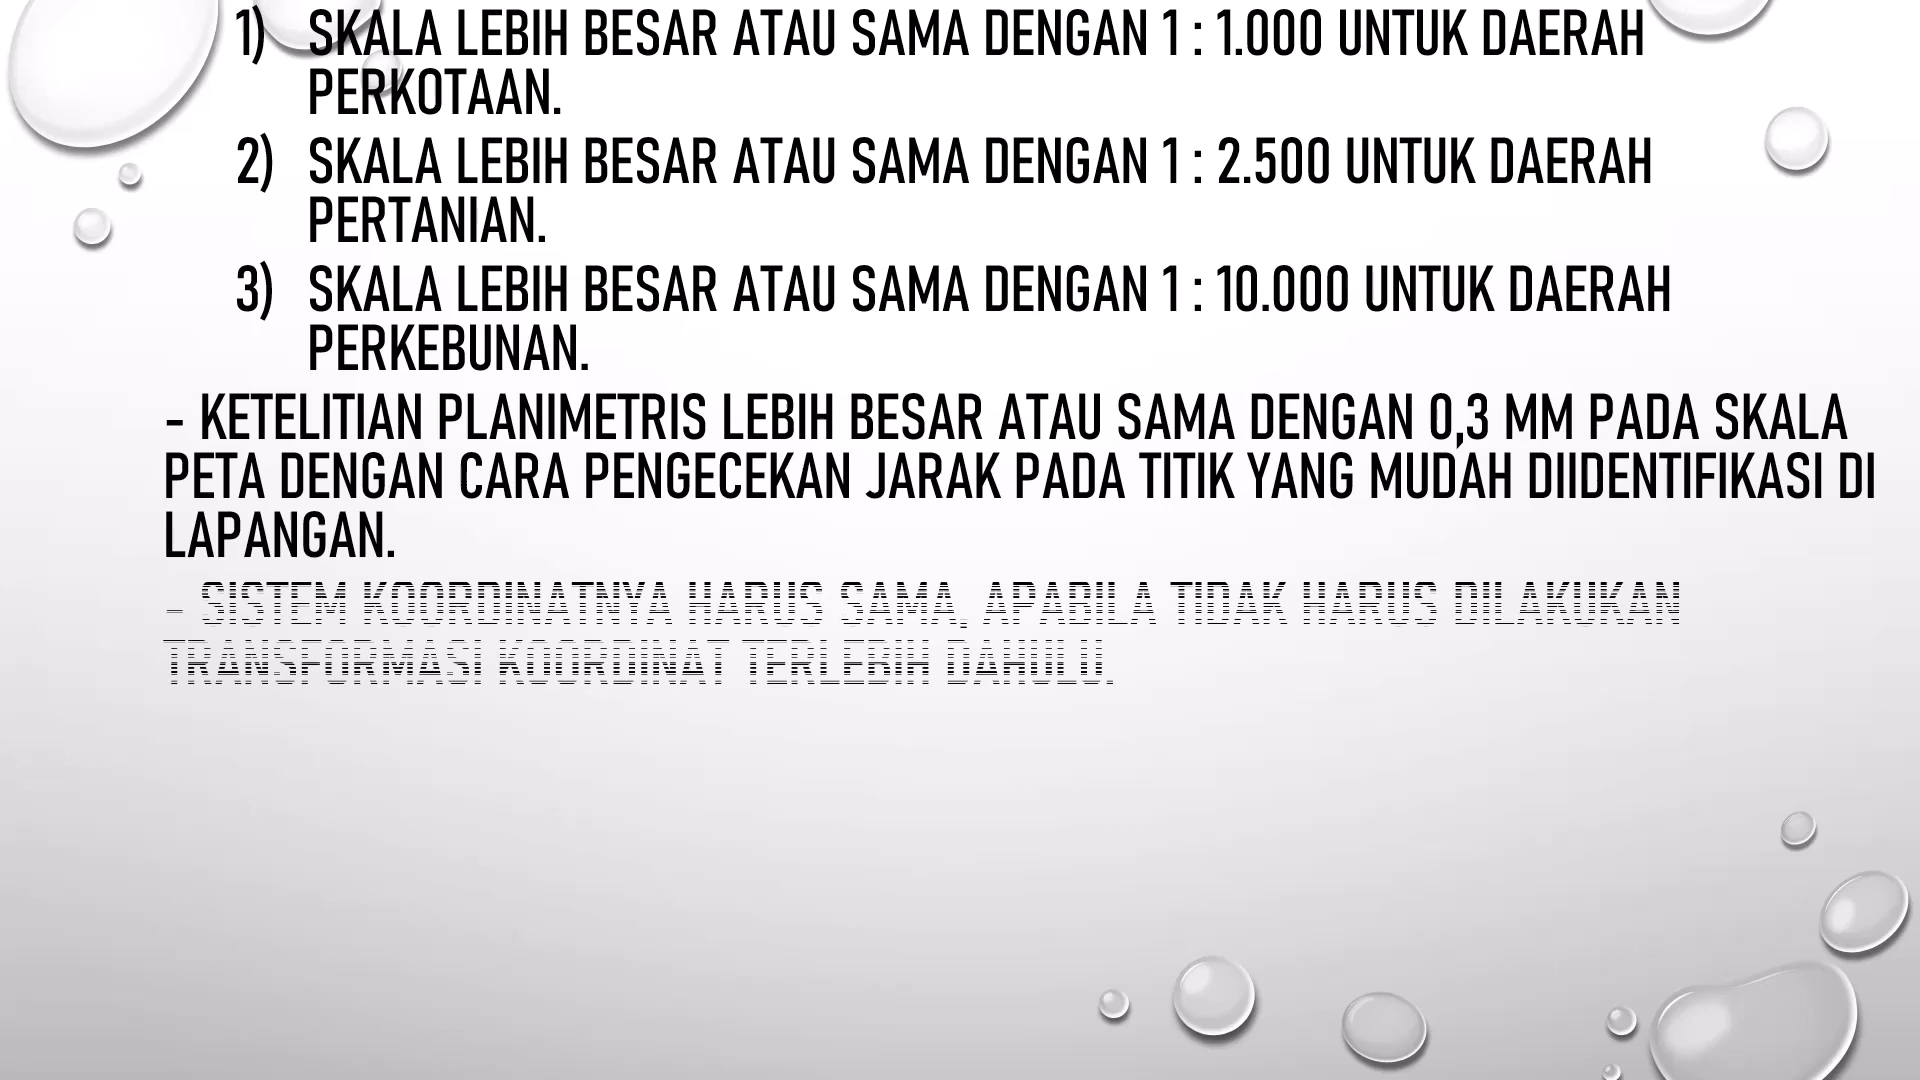 1) SKALA LEBIH BESAR ATAU SAMA DENGAN 1 : 1.000 UNTUK DAERAH
PERKOTAAN.
2) SKALA LEBIH BESAR ATAU SAMA DENGAN 1 : 2.500 UNTUK DAERAH
PERTANIAN.
3) SKALA LEBIH BESAR ATAU SAMA DENGAN 1 : 10.000 UNTUK DAERAH
PERKEBUNAN.
- KETELITIAN PLANIMETRIS LEBIH BESAR ATAU SAMA DENGAN 0,3 MM PADA SKALA
PETA DENGAN CARA PENGECEKAN JARAK PADA TITIK YANG MUDAH DIIDENTIFIKASI DI
LAPANGAN.
- SISTEM KOORDINATNYA HARUS SAMA, APABILA TIDAK HARUS DILAKUKAN
TRANSFORMASI KOORDINAT TERLEBIH DAHULU.